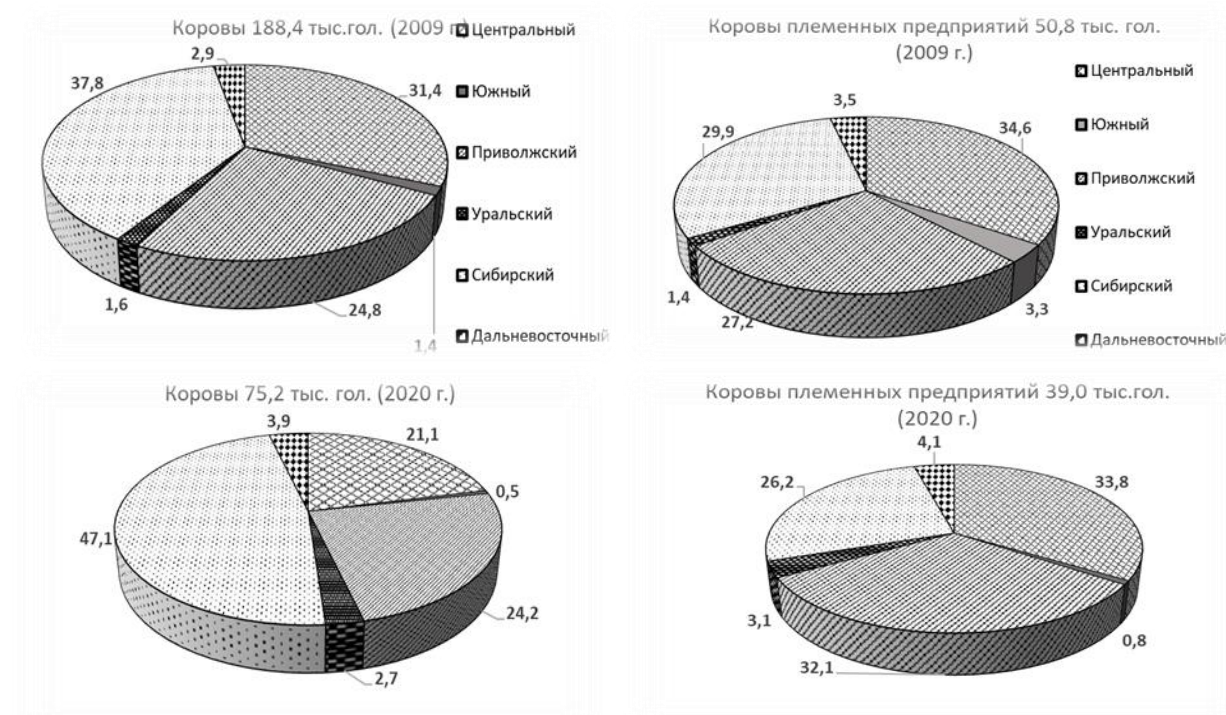 Коровы 188,4 тыс.гол. (2009 г
2,9
37,8
31,4
1,6
24,8
1,4
Центральный
Южный
Приволжский
Уральский
Сибирский
Дальневосточный
Коровы племенных предприятий 50,8 тыс. гол.
(2009 г.)
3,5
29,9
34,6
1,4
27,2
3,3
Центральный
Южный
Приволжский
Уральский
Сибирский
Дальневосточный
Коровы 75,2 тыс. гол. (2020 г.)
3,9
21,1
0,5
47,1
24,2
2,7
Коровы племенных предприятий 39,0 тыс.гол.
(2020 г.)
4,1
26,2
33,8
3,1
0,8
32,1